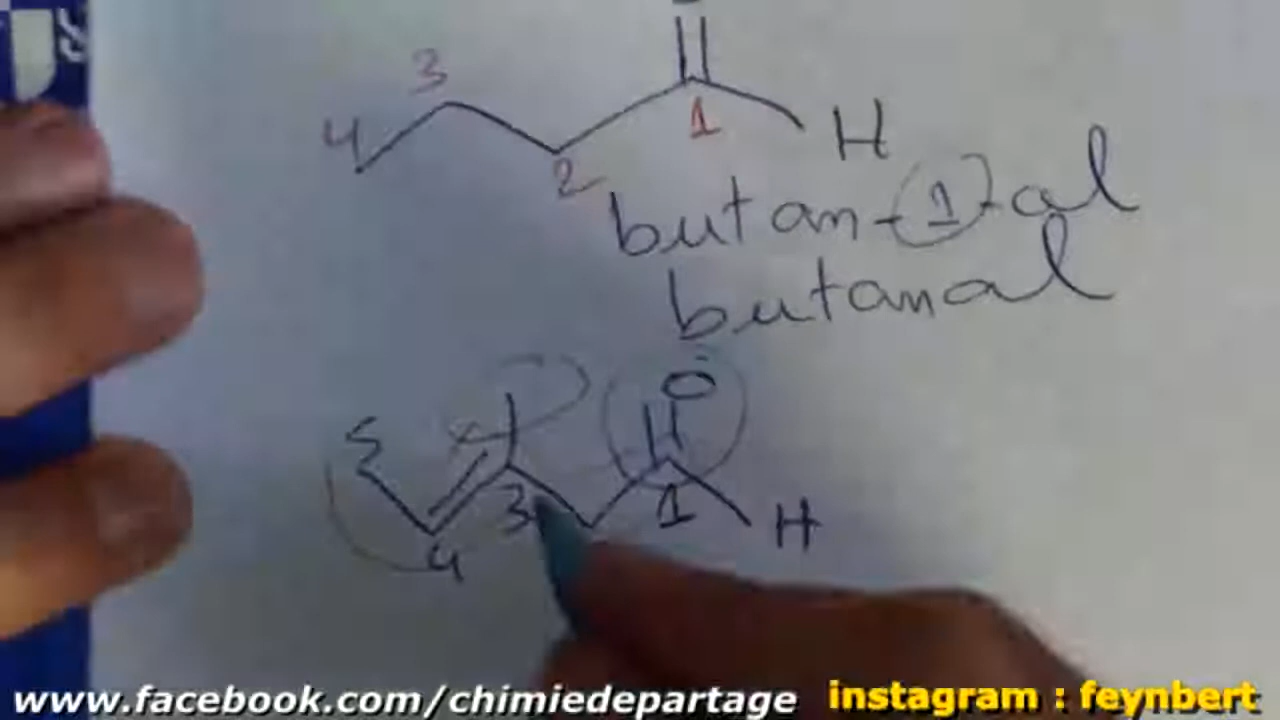 3
4
1
H
2
butan-1-al
butanal
O
5
3
1
H
4
www.facebook.com/chimiedepartage
instagram : feynbert